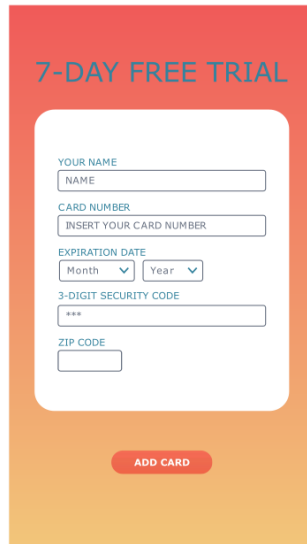 7-DAY FREE TRIAL
YOUR NAME
NAME
CARD NUMBER
INSERT YOUR CARD NUMBER
EXPIRATION DATE
Month Year
3-DIGIT SECURITY CODE
***
ZIP CODE
ADD CARD